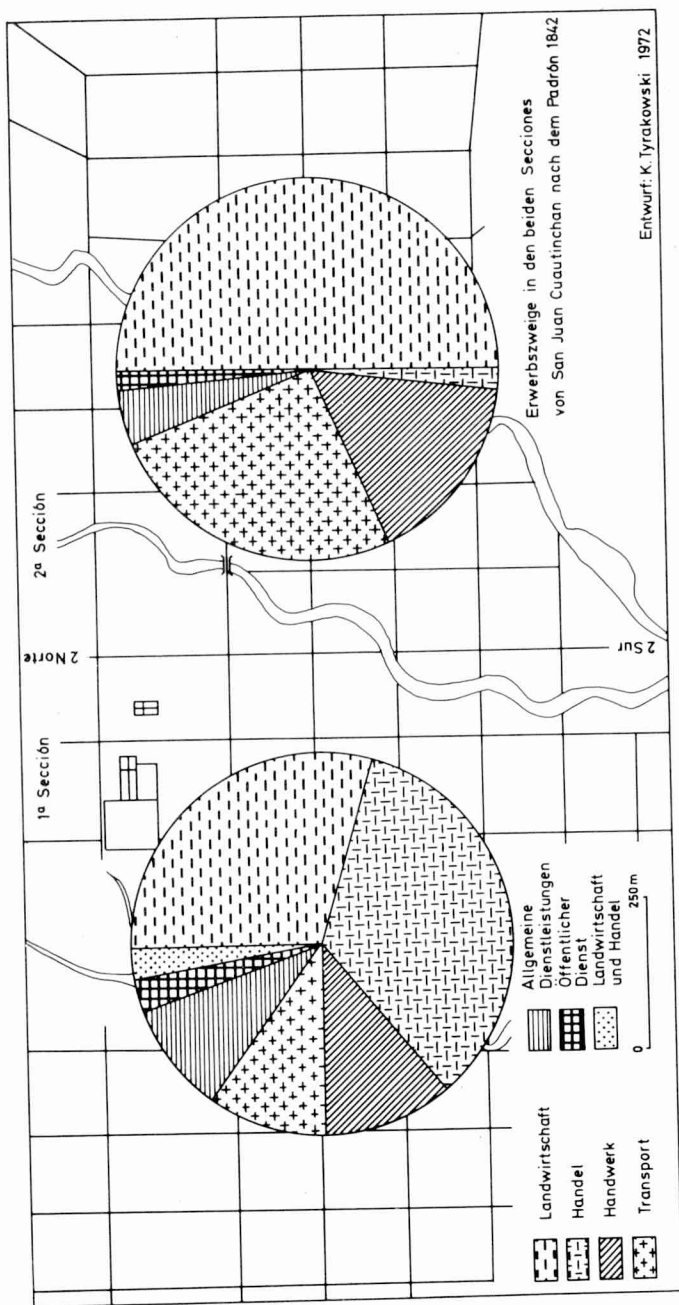 1ª Sección
2ª Sección
2 Norte
2 Sur
Erwerbszweige in den beiden Secciones
von San Juan Cuautinchan nach dem Padrón 1842
Entwurf: K. Tyrakowski 1972
Landwirtschaft
Handel
Handwerk
Transport
Allgemeine
Dienstleistungen
Öffentlicher
Dienst
Landwirtschaft
und Handel
0 250 m